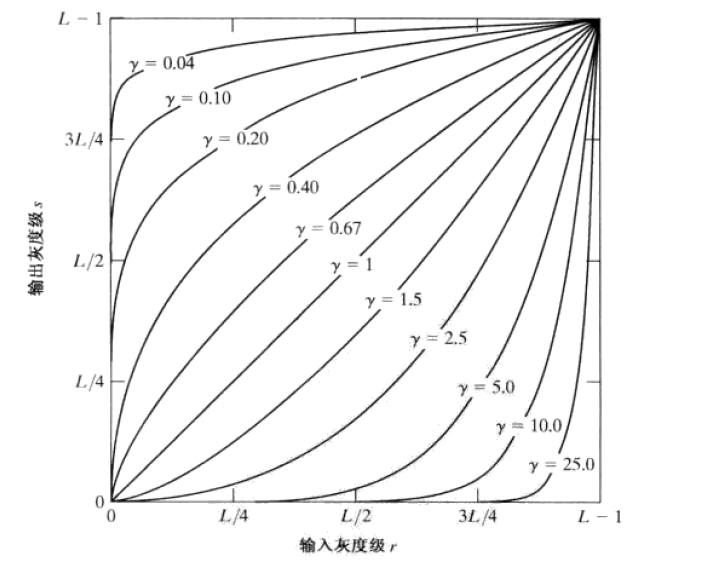 L − 1
γ = 0.04
γ = 0.10
3L/4
γ = 0.20
γ = 0.40
γ = 0.67
输出灰度级 s
L/2
γ = 1
γ = 1.5
γ = 2.5
L/4
γ = 5.0
γ = 10.0
γ = 25.0
0
0 L/4 L/2 3L/4 L − 1
输入灰度级 r